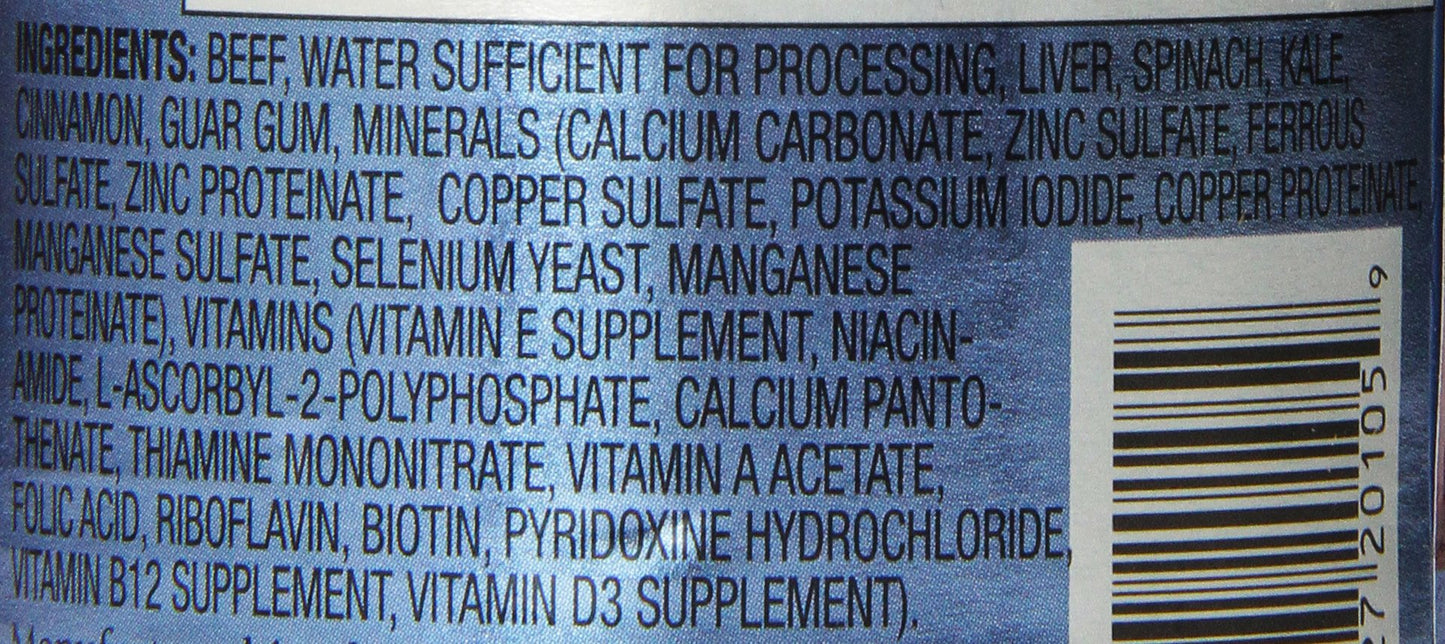 INGREDIENTS: BEEF, WATER SUFFICIENT FOR PROCESSING, LIVER, SPINACH, KALE,
CINNAMON, GUAR GUM, MINERALS (CALCIUM CARBONATE, ZINC SULFATE, FERROUS
SULFATE, ZINC PROTEINATE, COPPER SULFATE, POTASSIUM IODIDE, COPPER PROTEINATE,
MANGANESE SULFATE, SELENIUM YEAST, MANGANESE
PROTEINATE), VITAMINS (VITAMIN E SUPPLEMENT, NIACIN-
AMIDE, L-ASCORBYL-2-POLYPHOSPHATE, CALCIUM PANTO-
THENATE, THIAMINE MONONITRATE, VITAMIN A ACETATE,
FOLIC ACID, RIBOFLAVIN, BIOTIN, PYRIDOXINE HYDROCHLORIDE,
VITAMIN B12 SUPPLEMENT, VITAMIN D3 SUPPLEMENT).
7 20105 9